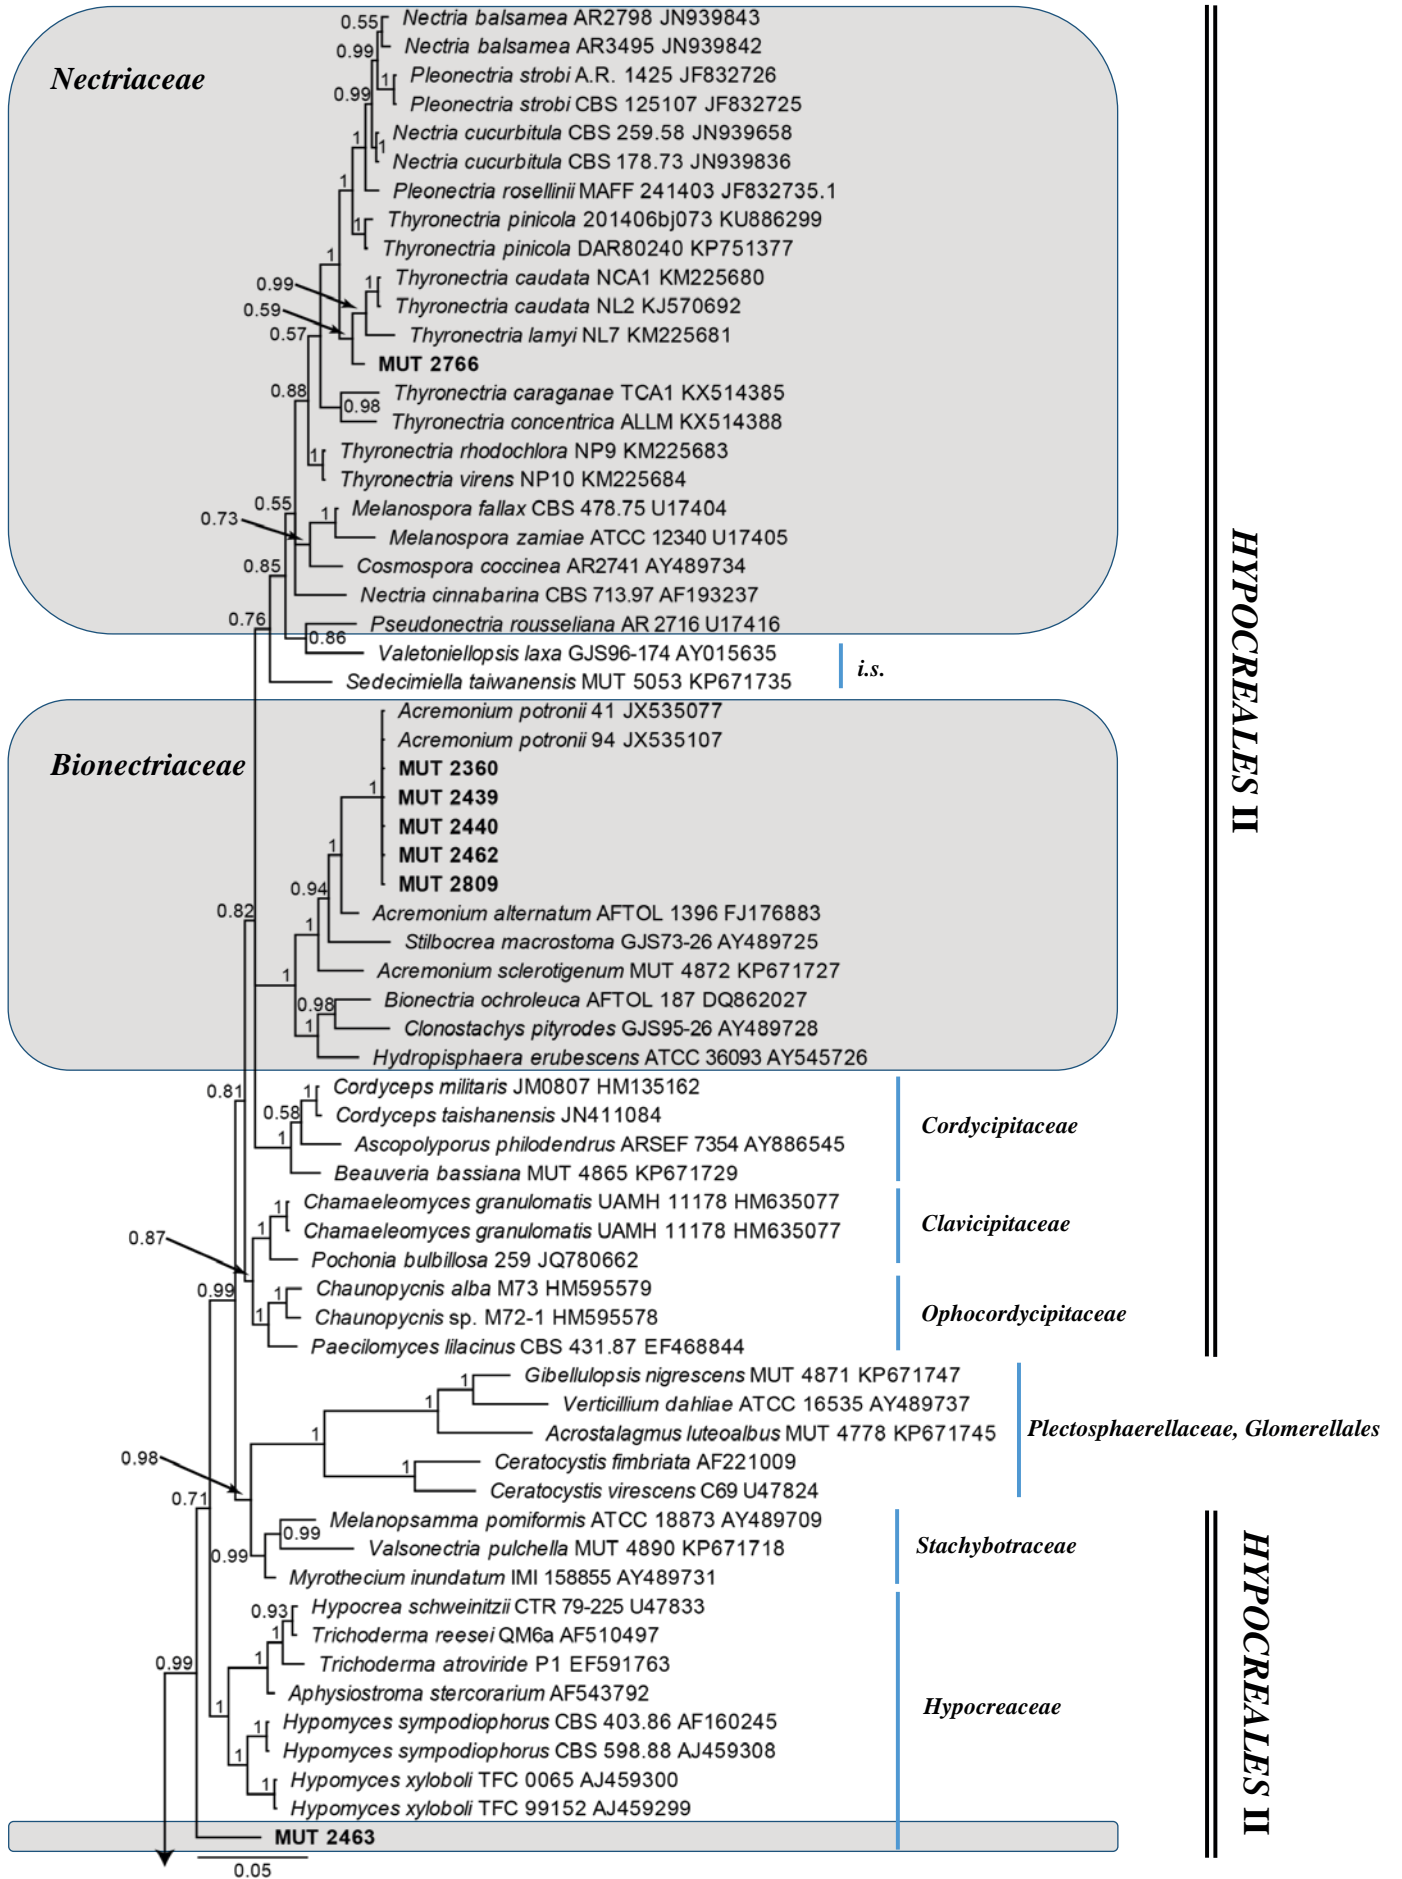 Nectriaceae
0.55
Nectria balsamea AR2798 JN939843
Nectria balsamea AR3495 JN939842
0.99
Pleonectria strobi A.R. 1425 JF832726
1
Pleonectria strobi CBS 125107 JF832725
0.99
Nectria cucurbitula CBS 259.58 JN939658
1
1
Nectria cucurbitula CBS 178.73 JN939836
1
Pleonectria rosellinii MAFF 241403 JF832735.1
Thyronectria pinicola 201406bj073 KU886299
1
Thyronectria pinicola DAR80240 KP751377
1
Thyronectria caudata NCA1 KM225680
0.99
1
Thyronectria caudata NL2 KJ570692
0.59
Thyronectria lamyi NL7 KM225681
0.57
MUT 2766
Thyronectria caraganae TCA1 KX514385
0.88
0.98
Thyronectria concentrica ALLM KX514388
Thyronectria rhodochlora NP9 KM225683
1
Thyronectria virens NP10 KM225684
0.55
Melanospora fallax CBS 478.75 U17404
0.73
1
Melanospora zamiae ATCC 12340 U17405
Cosmospora coccinea AR2741 AY489734
0.85
Nectria cinnabarina CBS 713.97 AF193237
0.76
Pseudonectria rousseliana AR 2716 U17416
0.86
Valetoniellopsis laxa GJS96-174 AY015635
i.s.
Sedecimiella taiwanensis MUT 5053 KP671735
HYPOCREALES II
Bionectriaceae
Acremonium potronii 41 JX535077
Acremonium potronii 94 JX535107
MUT 2360
1
MUT 2439
MUT 2440
MUT 2462
1
MUT 2809
0.94
Acremonium alternatum AFTOL 1396 FJ176883
0.82
1
Stilbocrea macrostoma GJS73-26 AY489725
Acremonium sclerotigenum MUT 4872 KP671727
1
Bionectria ochroleuca AFTOL 187 DQ862027
0.98
1
Clonostachys pityrodes GJS95-26 AY489728
Hydropisphaera erubescens ATCC 36093 AY545726
0.81
Cordyceps militaris JM0807 HM135162
1
0.58
Cordyceps taishanensis JN411084
Cordycipitaceae
1
Ascopolyporus philodendrus ARSEF 7354 AY886545
Beauveria bassiana MUT 4865 KP671729
Chamaeleomyces granulomatis UAMH 11178 HM635077
1
Clavicipitaceae
1
Chamaeleomyces granulomatis UAMH 11178 HM635077
0.87
Pochonia bulbillosa 259 JQ780662
0.99
Chaunopycnis alba M73 HM595579
1
Ophocordycipitaceae
1
Chaunopycnis sp. M72-1 HM595578
Paecilomyces lilacinus CBS 431.87 EF468844
Gibellulopsis nigrescens MUT 4871 KP671747
1
1
Verticillium dahliae ATCC 16535 AY489737
Plectosphaerellaceae, Glomerellales
1
Acrostalagmus luteoalbus MUT 4778 KP671745
0.98
Ceratocystis fimbriata AF221009
1
Ceratocystis virescens C69 U47824
0.71
Melanopsamma pomiformis ATCC 18873 AY489709
0.99
Stachybotraceae
0.99
Valsonectria pulchella MUT 4890 KP671718
Myrothecium inundatum IMI 158855 AY489731
HYPOCREALES II
0.93
Hypocrea schweinitzii CTR 79-225 U47833
1
Trichoderma reesei QM6a AF510497
0.99
1
Trichoderma atroviride P1 EF591763
Aphysiostroma stercorarium AF543792
Hypocreaceae
1
Hypomyces sympodiophorus CBS 403.86 AF160245
1
1
Hypomyces sympodiophorus CBS 598.88 AJ459308
Hypomyces xyloboli TFC 0065 AJ459300
1
Hypomyces xyloboli TFC 99152 AJ459299
MUT 2463
0.05